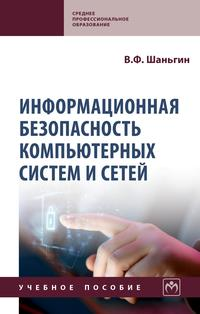 СРЕДНЕЕ
ПРОФЕССИОНАЛЬНОЕ
ОБРАЗОВАНИЕ
В.Ф. Шаньгин
ИНФОРМАЦИОННАЯ
БЕЗОПАСНОСТЬ
КОМПЬЮТЕРНЫХ
СИСТЕМ И СЕТЕЙ
УЧЕБНОЕ ПОСОБИЕ